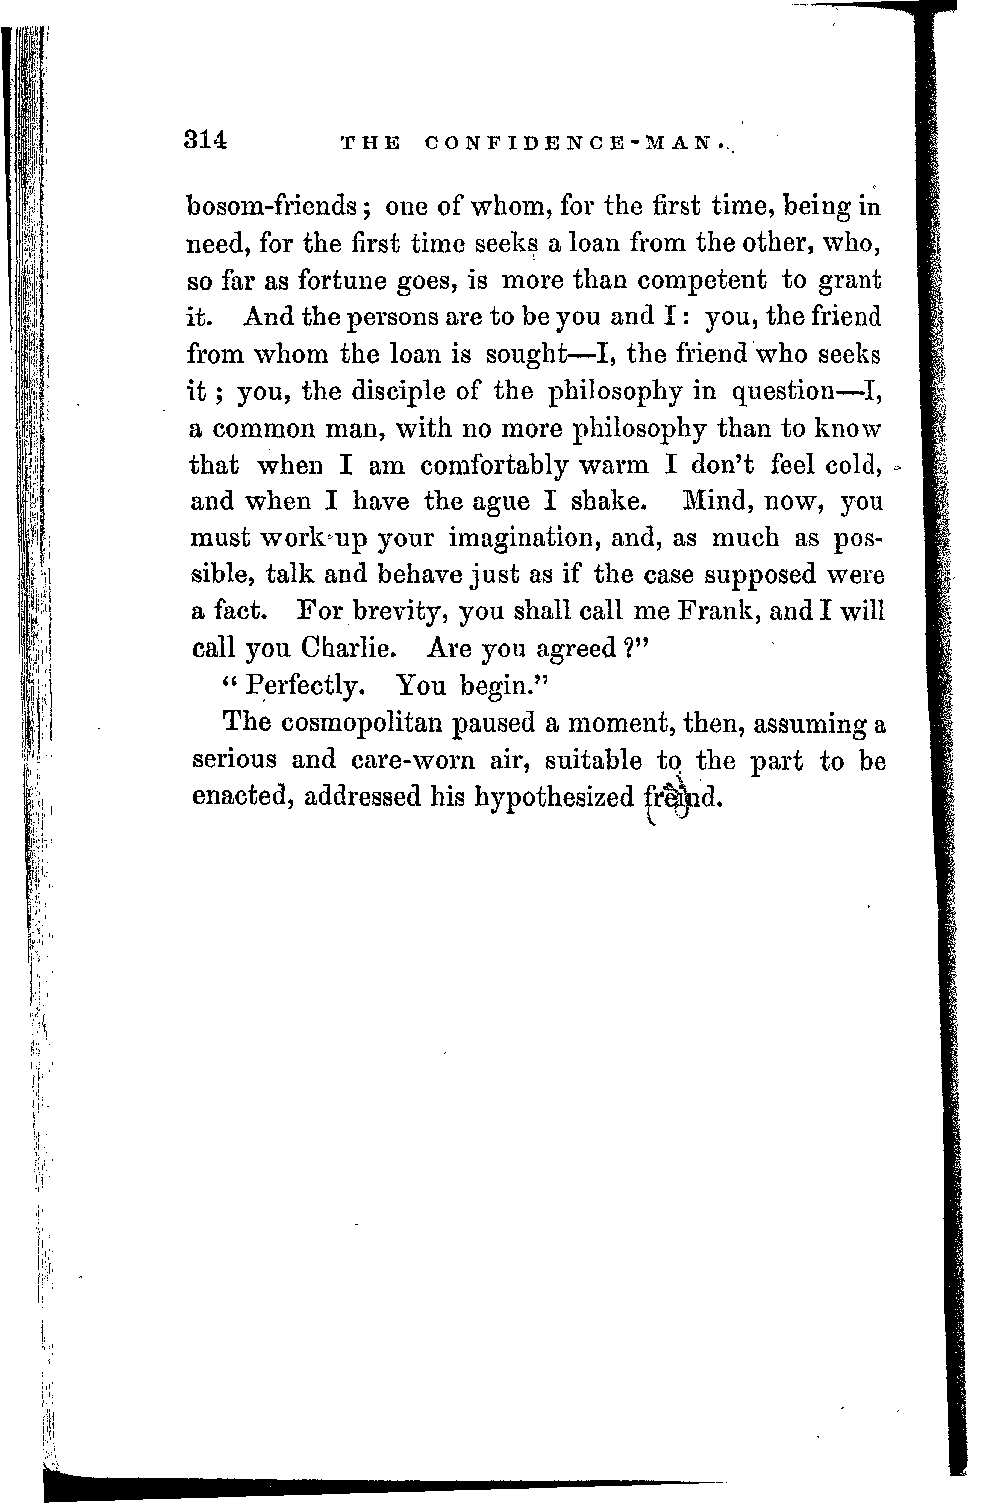 314 THE CONFIDENCE-MAN.
bosom-friends; one of whom, for the first time, being in
need, for the first time seeks a loan from the other, who,
so far as fortune goes, is more than competent to grant
it. And the persons are to be you and I: you, the friend
from whom the loan is sought—I, the friend who seeks
it; you, the disciple of the philosophy in question—I,
a common man, with no more philosophy than to know
that when I am comfortably warm I don't feel cold,
and when I have the ague I shake. Mind, now, you
must work up your imagination, and, as much as pos-
sible, talk and behave just as if the case supposed were
a fact. For brevity, you shall call me Frank, and I will
call you Charlie. Are you agreed?"
"Perfectly. You begin."
The cosmopolitan paused a moment, then, assuming a
serious and care-worn air, suitable to the part to be
enacted, addressed his hypothesized freind.